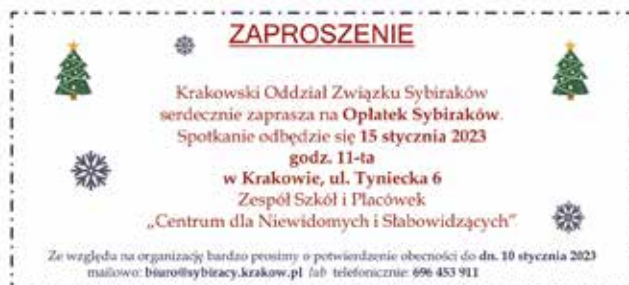 ZAPROSZENIE
Krakowski Oddział Związku Sybiraków
serdecznie zaprasza na Opłatek Sybiraków.
Spotkanie odbędzie się 15 stycznia 2023
godz. 11-ta
w Krakowie, ul. Tyniecka 6
Zespół Szkół i Placówek
„Centrum dla Niewidomych i Słabowidzących”
Ze względu na organizację bardzo prosimy o potwierdzenie obecności do dn. 10 stycznia 2023
mailowo: biuro@sybiracy.krakow.pl lub telefonicznie: 696 453 911